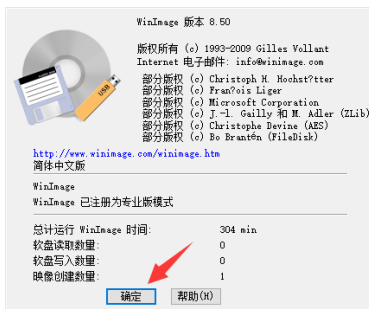 WinImage 版本 8.50
版权所有 (c) 1993-2009 Gilles Vollant
Internet 电子邮件: info@winimage.com
部分版权 (c) Christoph H. Hochst?tter
部分版权 (c) Fran?ois Liger
部分版权 (c) Microsoft Corporation
部分版权 (c) J.-l. Gailly 和 M. Adler (ZLib)
部分版权 (c) Christophe Devine (AES)
部分版权 (c) Bo Brantén (FileDisk)
USB
http://www.winimage.com/winimage.htm
简体中文版
WinImage
WinImage 已注册为专业版模式
总计运行 WinImage 时间: 304 min
软盘读取数量: 0
软盘写入数量: 0
映像创建数量: 1
确定 帮助(H)